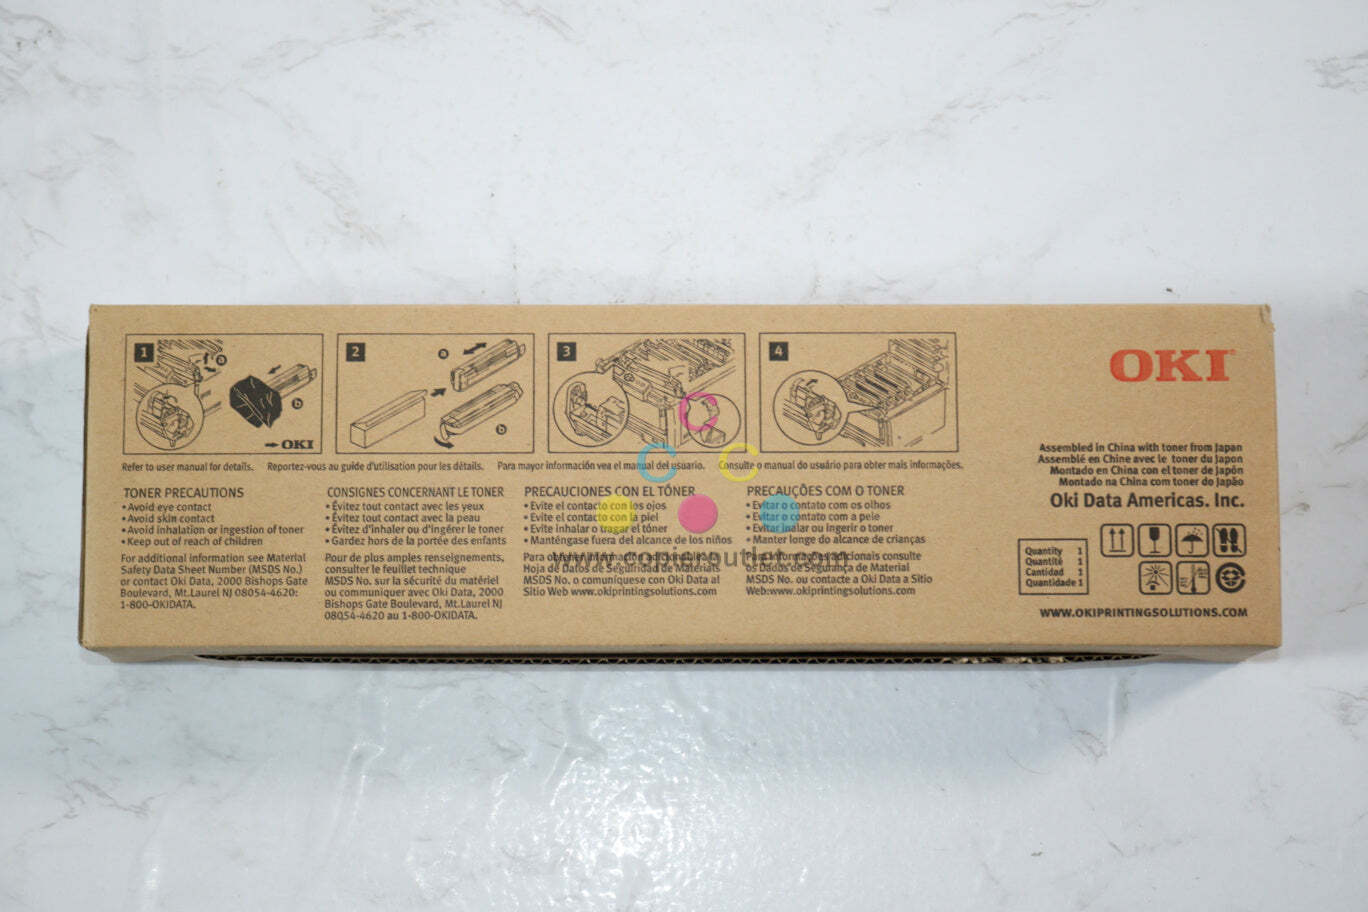 1
a
b
OKI
2
a
b
3
4
OKI
Refer to user manual for details. Reportez-vous au guide d'utilisation pour les détails. Para mayor información vea el manual del usuario. Consulte o manual do usuário para obter mais informações.
TONER PRECAUTIONS
• Avoid eye contact
• Avoid skin contact
• Avoid inhalation or ingestion of toner
• Keep out of reach of children
For additional information see Material
Safety Data Sheet Number (MSDS No.)
or contact Oki Data, 2000 Bishops Gate
Boulevard, Mt.Laurel NJ 08054-4620:
1-800-OKIDATA.
CONSIGNES CONCERNANT LE TONER
• Évitez tout contact avec les yeux
• Évitez tout contact avec la peau
• Évitez d'inhaler ou d'ingérer le toner
• Gardez hors de la portée des enfants
Pour de plus amples renseignements,
consulter le feuillet technique
MSDS No. sur la sécurité du matériel
ou communiquer avec Oki Data, 2000
Bishops Gate Boulevard, Mt.Laurel NJ
08054-4620 au 1-800-OKIDATA.
PRECAUCIONES CON EL TÓNER
• Evite el contacto con los ojos
• Evite el contacto con la piel
• Evite inhalar o tragar el tóner
• Manténgase fuera del alcance de los niños
Para obtener información adicional, la
Hoja de Datos de Seguridad de Materials
MSDS No. o comuníquese con Oki Data al
Sitio Web www.okiprintingsolutions.com
PRECAUÇÕES COM O TONER
• Evitar o contato com os olhos
• Evitar o contato com a pele
• Evitar inalar ou ingerir o toner
• Manter longe do alcance de crianças
informações adicionais consulte
os Dados de Segurança de Material
MSDS No. ou contacte a Oki Data a Sitio
Web:www.okiprintingsolutions.com
Assembled in China with toner from Japan
Assemblé en Chine avec le toner du Japon
Montado en China con el toner de Japón
Montado na China com toner do Japão
Oki Data Americas. Inc.
Quantity 1
Quantité 1
Cantidad 1
Quantidade 1
WWW.OKIPRINTINGSOLUTIONS.COM
C
C C
www.copieroutlet.com